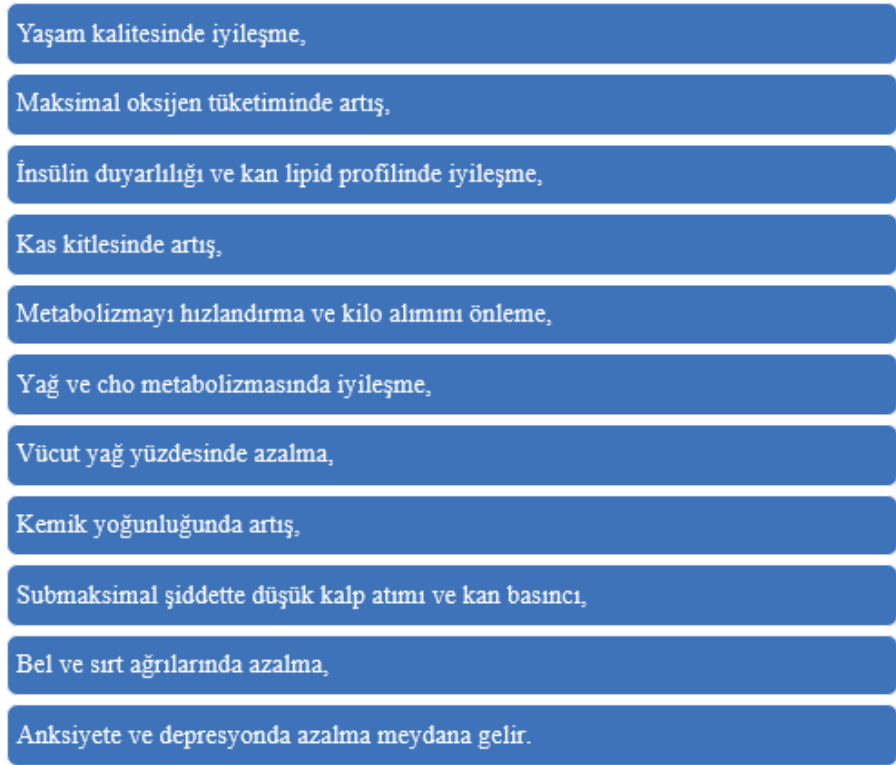 Yaşam kalitesinde iyileşme,
Maksimal oksijen tüketiminde artış,
İnsülin duyarlılığı ve kan lipid profilinde iyileşme,
Kas kitlesinde artış,
Metabolizmayı hızlandırma ve kilo alımını önleme,
Yağ ve cho metabolizmasında iyileşme,
Vücut yağ yüzdesinde azalma,
Kemik yoğunluğunda artış,
Submaksimal şiddette düşük kalp atımı ve kan basıncı,
Bel ve sırt ağrılarında azalma,
Anksiyete ve depresyonda azalma meydana gelir.